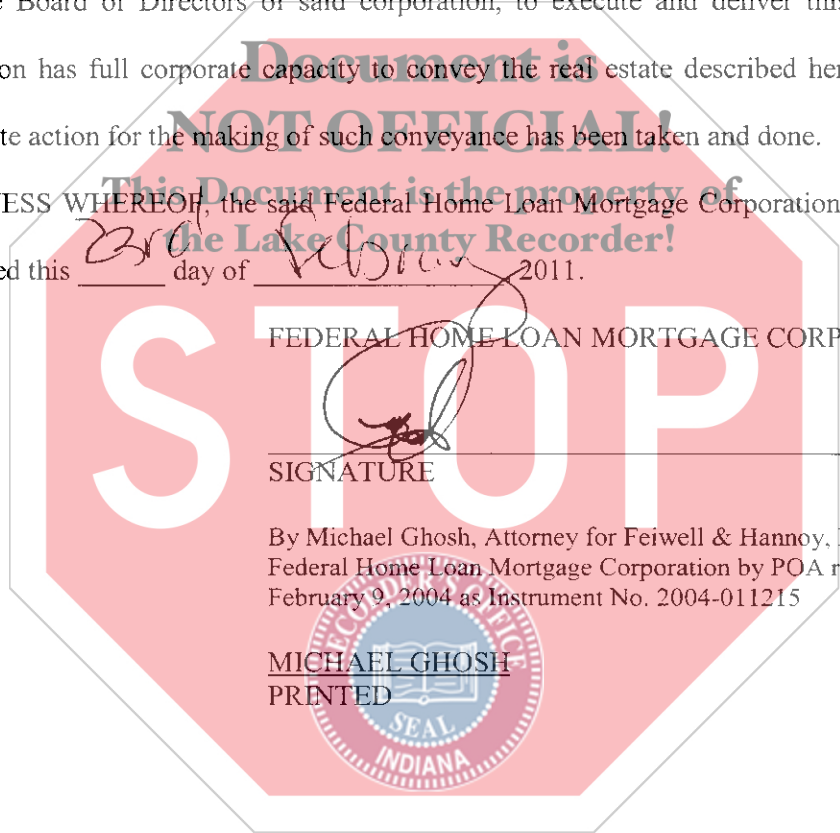 e Board of Directors of said corporation, to execute and deliver thi
Document is
on has full corporate capacity to convey the real estate described her
NOT OFFICIAL!
te action for the making of such conveyance has been taken and done.
This Document is the property of
ESS WHEREOF, the said Federal Home Loan Mortgage Corporation
the Lake County Recorder!
ed this 23rd day of February 2011.
STOP
FEDERAL HOME LOAN MORTGAGE CORP
SIGNATURE
By Michael Ghosh, Attorney for Feiwell & Hannoy,
Federal Home Loan Mortgage Corporation by POA r
February 9, 2004 as Instrument No. 2004-011215
MICHAEL GHOSH
PRINTED
RECORDER'S OFFICE
SEAL
INDIANA